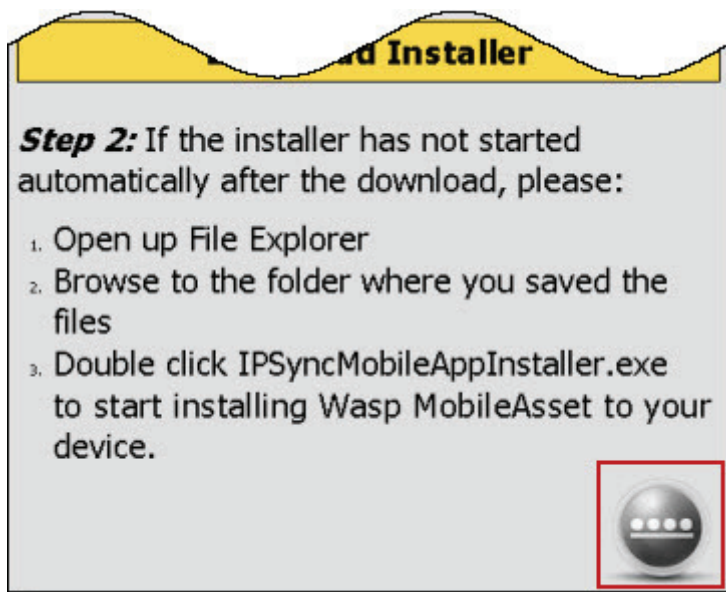 Installer
Step 2: If the installer has not started
automatically after the download, please:
1. Open up File Explorer
2. Browse to the folder where you saved the
files
3. Double click IPSyncMobileAppInstaller.exe
to start installing Wasp MobileAsset to your
device.